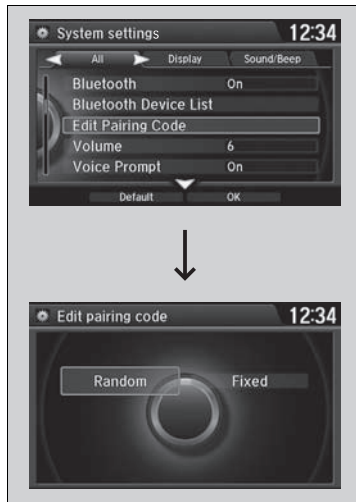 System settings 12:34
All Display Sound/Beep
Bluetooth On
Bluetooth Device List
Edit Pairing Code
Volume 6
Voice Prompt On
Default OK
Edit pairing code 12:34
Random Fixed